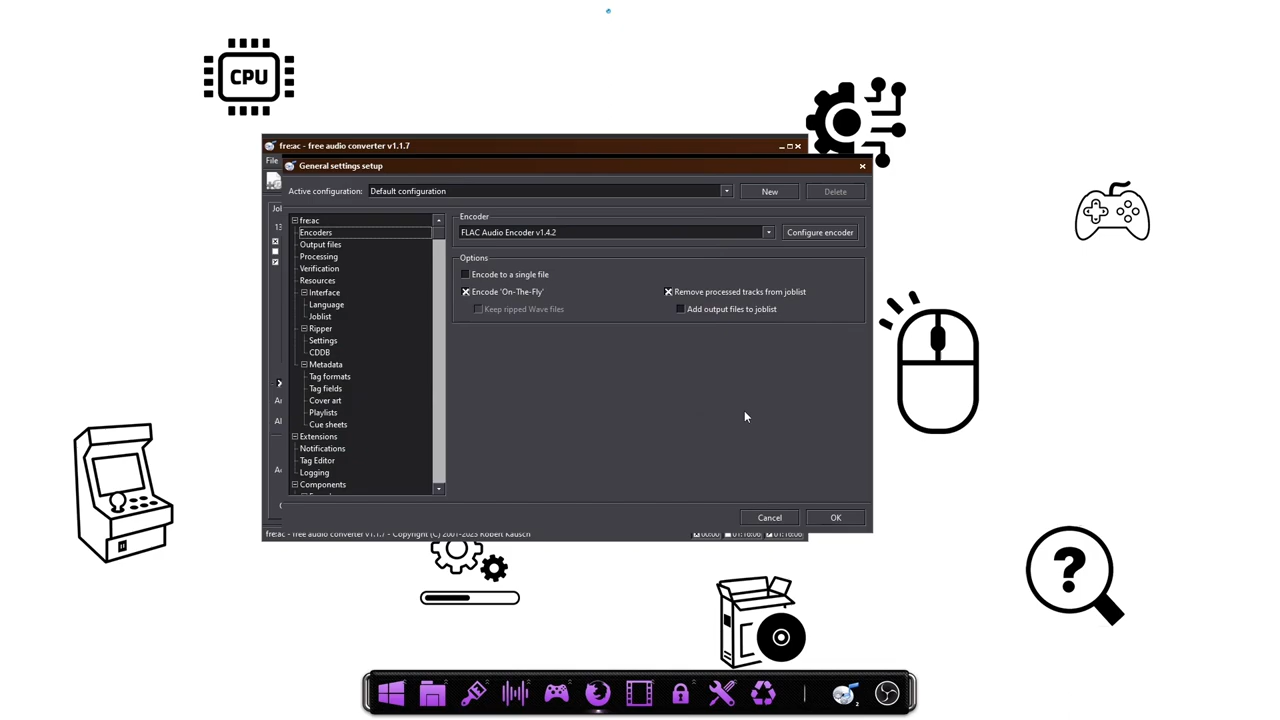 CPU
fre:ac - free audio converter v1.1.7
File
General settings setup
Active configuration: Default configuration New Delete
fre:ac
Encoders
Output files
Processing
Verification
Resources
Interface
Language
Joblist
Ripper
Settings
CDDB
Metadata
Tag formats
Tag fields
Cover art
Playlists
Cue sheets
Extensions
Notifications
Tag Editor
Logging
Components
Encoder
FLAC Audio Encoder v1.4.2 Configure encoder
Options
Encode to a single file
Encode 'On-The-Fly' Remove processed tracks from joblist
Keep ripped Wave files Add output files to joblist
Cancel OK
fre:ac - free audio converter v1.1.7 - Copyright (C) 2001-2023 Robert Kausch
?
2